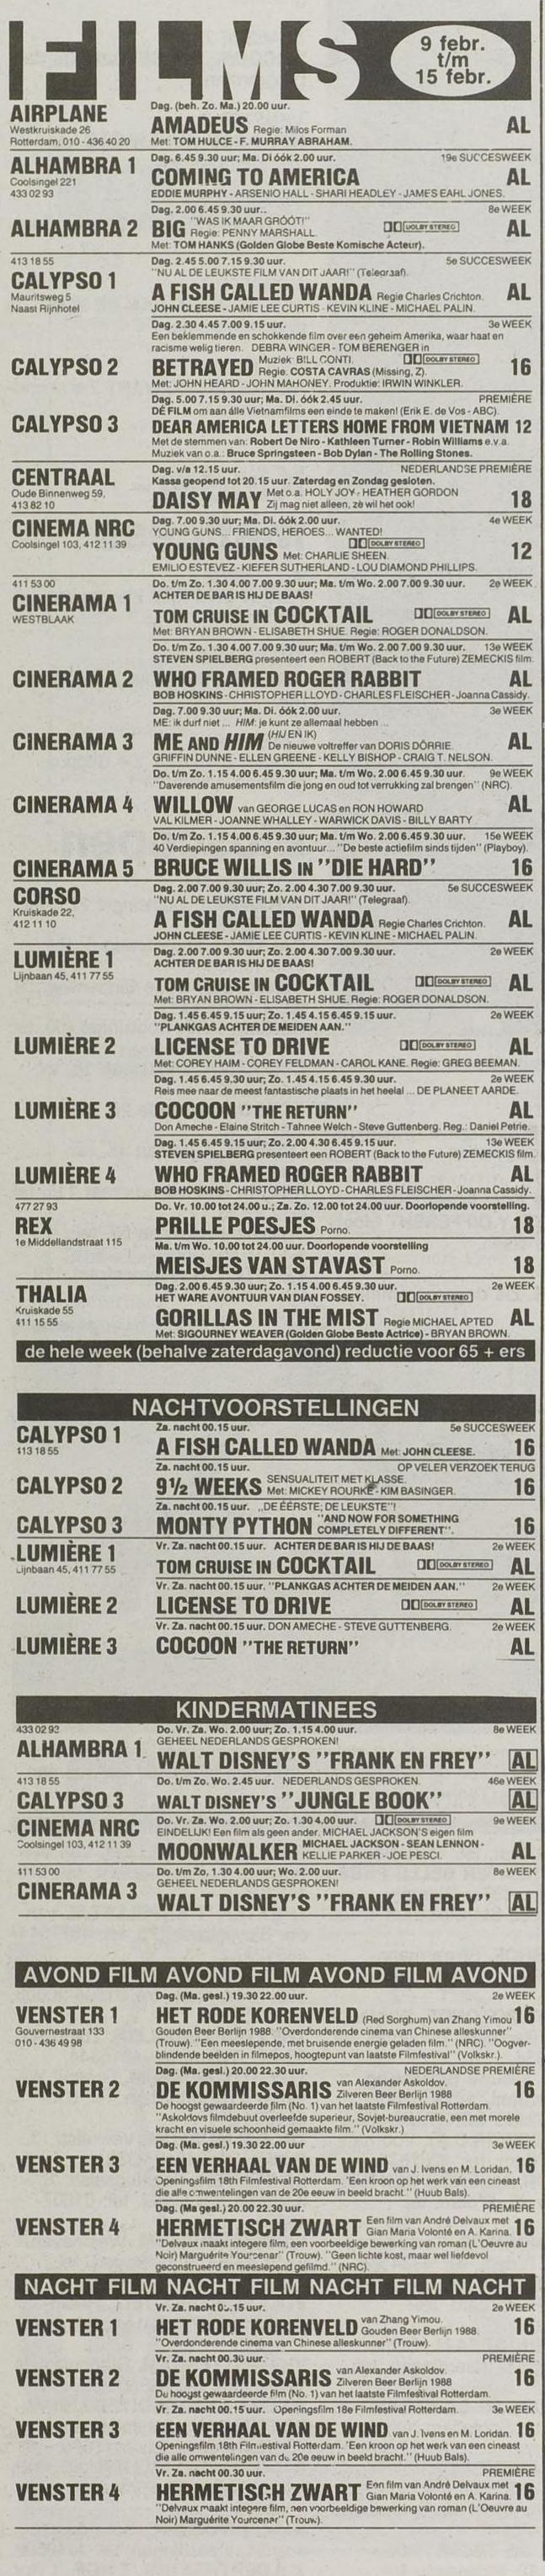 FILMS
9 febr.
t/m
15 febr.
AIRPLANE
Westkruiskade 26
Rotterdam, 010 - 436 40 20
Dag. (beh. Zo. Ma.) 20.00 uur.
AMADEUS Regie: Milos Forman AL
Met: TOM HULCE - F. MURRAY ABRAHAM.
ALHAMBRA 1
Coolsingel 221
433 02 93
Dag. 6.45 9.30 uur; Ma. Di óók 2.00 uur. 19e SUCCESWEEK
COMING TO AMERICA AL
EDDIE MURPHY - ARSENIO HALL - SHARI HEADLEY - JAMES EAHL JONES.
Dag. 2.00 6.45 9.30 uur.. 8e WEEK
ALHAMBRA 2 BIG "WAS IK MAAR GRÓÓT!" DOLBY STEREO AL
Regie: PENNY MARSHALL.
Met: TOM HANKS (Golden Globe Beste Komische Acteur).
413 18 55
CALYPSO 1
Mauritsweg 5
Naast Rijnhotel
Dag. 2.45 5.00 7.15 9.30 uur. 5e SUCCESWEEK
"NU AL DE LEUKSTE FILM VAN DIT JAAR!" (Telegraaf).
A FISH CALLED WANDA Regie Charles Crichton. AL
JOHN CLEESE - JAMIE LEE CURTIS - KEVIN KLINE - MICHAEL PALIN.
Dag. 2.30 4.45 7.00 9.15 uur. 3e WEEK
Een beklemmende en schokkende film over een geheim Amerika, waar haat en
racisme welig tieren. DEBRA WINGER - TOM BERENGER in
CALYPSO 2 BETRAYED Muziek: BILL CONTI. DOLBY STEREO 16
Regie. COSTA CAVRAS (Missing, Z).
Met: JOHN HEARD - JOHN MAHONEY. Produktie: IRWIN WINKLER.
Dag. 5.00 7.15 9.30 uur; Ma. Di. óók 2.45 uur. PREMIÈRE
DÉ FILM om aan álle Vietnamfilms een einde te maken! (Erik E. de Vos - ABC).
CALYPSO 3 DEAR AMERICA LETTERS HOME FROM VIETNAM 12
Met de stemmen van: Robert De Niro - Kathleen Turner - Robin Williams e.v.a.
Muziek van o.a.: Bruce Springsteen - Bob Dylan - The Rolling Stones.
CENTRAAL
Oude Binnenweg 59,
413 82 10
Dag. v/a 12.15 uur. NEDERLANDSE PREMIÈRE
Kassa geopend tot 20.15 uur. Zaterdag en Zondag gesloten.
DAISY MAY Met o.a. HOLY JOY - HEATHER GORDON 18
Zij mag niet alleen, zè wil het ook!
CINEMA NRC
Coolsingel 103, 412 11 39
Dag. 7.00 9.30 uur; Ma. Di. óók 2.00 uur. 4e WEEK
YOUNG GUNS... FRIENDS, HEROES... WANTED!
YOUNG GUNS Met: CHARLIE SHEEN. DOLBY STEREO 12
EMILIO ESTEVEZ - KIEFER SUTHERLAND - LOU DIAMOND PHILLIPS.
411 53 00
CINERAMA 1
WESTBLAAK
Do. t/m Zo. 1.30 4.00 7.00 9.30 uur; Ma. t/m Wo. 2.00 7.00 9.30 uur. 2e WEEK
ACHTER DE BAR IS HIJ DE BAAS!
TOM CRUISE IN COCKTAIL DOLBY STEREO AL
Met: BRYAN BROWN - ELISABETH SHUE. Regie: ROGER DONALDSON.
Do. t/m Zo. 1.30 4.00 7.00 9.30 uur; Ma. t/m Wo. 2.00 7.00 9.30 uur. 13e WEEK
STEVEN SPIELBERG presenteert een ROBERT (Back to the Future) ZEMECKIS film.
CINERAMA 2 WHO FRAMED ROGER RABBIT AL
BOB HOSKINS - CHRISTOPHER LLOYD - CHARLES FLEISCHER - Joanna Cassidy.
Dag. 7.00 9.30 uur; Ma. Di. óók 2.00 uur. 3e WEEK
ME: ik durf niet ... HIM: je kunt ze allemaal hebben ...
CINERAMA 3 ME AND HIM (HIJ EN IK) AL
De nieuwe voltreffer van DORIS DÖRRIE.
GRIFFIN DUNNE - ELLEN GREENE - KELLY BISHOP - CRAIG T. NELSON.
Do. t/m Zo. 1.15 4.00 6.45 9.30 uur; Ma. t/m Wo. 2.00 6.45 9.30 uur. 9e WEEK
"Daverende amusementsfilm die jong en oud tot verrukking zal brengen" (NRC).
CINERAMA 4 WILLOW van GEORGE LUCAS en RON HOWARD AL
VAL KILMER - JOANNE WHALLEY - WARWICK DAVIS - BILLY BARTY
Do. t/m Zo. 1.15 4.00 6.45 9.30 uur; Ma. t/m Wo. 2.00 6.45 9.30 uur. 15e WEEK
40 Verdiepingen spanning en avontuur... "De beste actiefilm sinds tijden" (Playboy).
CINERAMA 5 BRUCE WILLIS IN "DIE HARD" 16
CORSO
Kruiskade 22,
412 11 10
Dag. 2.00 7.00 9.30 uur; Zo. 2.00 4.30 7.00 9.30 uur. 5e SUCCESWEEK
"NU AL DE LEUKSTE FILM VAN DIT JAAR!" (Telegraaf).
A FISH CALLED WANDA Regie Charles Crichton. AL
JOHN CLEESE - JAMIE LEE CURTIS - KEVIN KLINE - MICHAEL PALIN.
LUMIÈRE 1
Lijnbaan 45, 411 77 55
Dag. 2.00 7.00 9.30 uur; Zo. 2.00 4.30 7.00 9.30 uur. 2e WEEK
ACHTER DE BAR IS HIJ DE BAAS!
TOM CRUISE IN COCKTAIL DOLBY STEREO AL
Met: BRYAN BROWN - ELISABETH SHUE. Regie: ROGER DONALDSON.
Dag. 1.45 6.45 9.15 uur; Zo. 1.45 4.15 6.45 9.15 uur. 2e WEEK
"PLANKGAS ACHTER DE MEIDEN AAN."
LUMIÈRE 2 LICENSE TO DRIVE DOLBY STEREO AL
Met: COREY HAIM - COREY FELDMAN - CAROL KANE. Regie: GREG BEEMAN.
Dag. 1.45 6.45 9.30 uur; Zo. 1.45 4.15 6.45 9.30 uur. 2e WEEK
Reis mee naar de meest fantastische plaats in het heelal ... DE PLANEET AARDE.
LUMIÈRE 3 COCOON "THE RETURN" AL
Don Ameche - Elaine Stritch - Tahnee Welch - Steve Guttenberg. Reg.: Daniel Petrie.
Dag. 1.45 6.45 9.15 uur; Zo. 2.00 4.30 6.45 9.15 uur. 13e WEEK
STEVEN SPIELBERG presenteert een ROBERT (Back to the Future) ZEMECKIS film.
LUMIÈRE 4 WHO FRAMED ROGER RABBIT AL
BOB HOSKINS - CHRISTOPHER LLOYD - CHARLES FLEISCHER - Joanna Cassidy.
477 27 93
REX
1e Middellandstraat 115
Do. Vr. 10.00 tot 24.00 u.; Za. Zo. 12.00 tot 24.00 uur. Doorlopende voorstelling.
PRILLE POESJES Porno. 18
Ma. t/m Wo. 10.00 tot 24.00 uur. Doorlopende voorstelling
MEISJES VAN STAVAST Porno. 18
THALIA
Kruiskade 55
411 15 55
Dag. 2.00 6.45 9.30 uur; Zo. 1.15 4.00 6.45 9.30 uur. 2e WEEK
HET WARE AVONTUUR VAN DIAN FOSSEY. DOLBY STEREO
GORILLAS IN THE MIST Regie MICHAEL APTED AL
Met: SIGOURNEY WEAVER (Golden Globe Beste Actrice) - BRYAN BROWN.
de hele week (behalve zaterdagavond) reductie voor 65 + ers
NACHTVOORSTELLINGEN
CALYPSO 1
413 18 55
Za. nacht 00.15 uur. 5e SUCCESWEEK
A FISH CALLED WANDA Met: JOHN CLEESE. 16
Za. nacht 00.15 uur. OP VELER VERZOEK TERUG
CALYPSO 2 9½ WEEKS SENSUALITEIT MET KLASSE. 16
Met: MICKEY ROURKE - KIM BASINGER.
Za. nacht 00.15 uur. „DE ÉÉRSTE; DE LEUKSTE"!
CALYPSO 3 MONTY PYTHON "AND NOW FOR SOMETHING 16
COMPLETELY DIFFERENT".
LUMIÈRE 1
Lijnbaan 45, 411 77 55
Vr. Za. nacht 00.15 uur. ACHTER DE BAR IS HIJ DE BAAS! 2e WEEK
TOM CRUISE IN COCKTAIL DOLBY STEREO AL
Vr. Za. nacht 00.15 uur. "PLANKGAS ACHTER DE MEIDEN AAN." 2e WEEK
LUMIÈRE 2 LICENSE TO DRIVE DOLBY STEREO AL
Vr. Za. nacht 00.15 uur. DON AMECHE - STEVE GUTTENBERG. 2e WEEK
LUMIÈRE 3 COCOON "THE RETURN" AL
KINDERMATINEES
433 02 93
ALHAMBRA 1
Do. Vr. Za. Wo. 2.00 uur; Zo. 1.15 4.00 uur. 8e WEEK
GEHEEL NEDERLANDS GESPROKEN!
WALT DISNEY'S "FRANK EN FREY" AL
413 18 55
CALYPSO 3
Do. t/m Zo. Wo. 2.45 uur. NEDERLANDS GESPROKEN. 46e WEEK
WALT DISNEY'S "JUNGLE BOOK" AL
CINEMA NRC
Coolsingel 103, 412 11 39
Do. Vr. Za. Wo. 2.00 uur; Zo. 1.30 4.00 uur. DOLBY STEREO 9e WEEK
EINDELIJK! Een film als geen ander. MICHAEL JACKSON'S eigen film
MOONWALKER MICHAEL JACKSON - SEAN LENNON - AL
KELLIE PARKER - JOE PESCI.
411 53 00
CINERAMA 3
Do. t/m Zo. 1.30 4.00 uur; Wo. 2.00 uur. 8e WEEK
GEHEEL NEDERLANDS GESPROKEN!
WALT DISNEY'S "FRANK EN FREY" AL
AVOND FILM AVOND FILM AVOND FILM AVOND
VENSTER 1
Gouvernestraat 133
010 - 436 49 98
Dag. (Ma. gesl.) 19.30 22.00 uur. 2e WEEK
HET RODE KORENVELD (Red Sorghum) van Zhang Yimou 16
Gouden Beer Berlijn 1988. "Overdonderende cinema van Chinese alleskunner"
(Trouw). "Een meeslepende, met bruisende energie geladen film." (NRC). "Oogver-
blindende beelden in filmepos, hoogtepunt van laatste Filmfestival" (Volkskr.).
Dag. (Ma. gesl.) 20.00 22.30 uur. NEDERLANDSE PREMIÈRE
VENSTER 2 DE KOMMISSARIS van Alexander Askoldov. 16
Zilveren Beer Berlijn 1988
De hoogst gewaardeerde film (No. 1) van het laatste Filmfestival Rotterdam.
"Askoldovs filmdebuut overleefde superieur, Sovjet-bureaucratie, een met morele
kracht en visuele schoonheid gemaakte film." (Volkskr.)
Dag. (Ma. gesl.) 19.30 22.00 uur 3e WEEK
VENSTER 3 EEN VERHAAL VAN DE WIND van J. Ivens en M. Loridan. 16
Openingsfilm 18th Filmfestival Rotterdam. 'Een kroon op het werk van een cineast
die alle omwentelingen van de 20e eeuw in beeld bracht." (Huub Bals).
Dag. (Ma gesl.) 20.00 22.30 uur. PREMIÈRE
VENSTER 4 HERMETISCH ZWART Een film van André Delvaux met 16
Gian Maria Volonté en A. Karina.
"Delvaux maakt integere film, een voorbeeldige bewerking van roman (L'Oeuvre au
Noir) Marguérite Yourcenar" (Trouw). "Geen lichte kost, maar wel liefdevol
geconstrueerd en meeslepend gefilmd." (NRC).
NACHT FILM NACHT FILM NACHT FILM NACHT
Vr. Za. nacht 00.15 uur. 2e WEEK
VENSTER 1 HET RODE KORENVELD van Zhang Yimou. 16
Gouden Beer Berlijn 1988.
"Overdonderende cinema van Chinese alleskunner" (Trouw).
Vr. Za. nacht 00.30 uur. PREMIÈRE
VENSTER 2 DE KOMMISSARIS van Alexander Askoldov. 16
Zilveren Beer Berlijn 1988
De hoogst gewaardeerde film (No. 1) van het laatste Filmfestival Rotterdam.
Vr. Za. nacht 00.15 uur. Openingsfilm 18e Filmfestival Rotterdam. 3e WEEK
VENSTER 3 EEN VERHAAL VAN DE WIND van J. Ivens en M. Loridan. 16
Openingsfilm 18th Filmfestival Rotterdam. 'Een kroon op het werk van een cineast
die alle omwentelingen van de 20e eeuw in beeld bracht." (Huub Bals).
Vr. Za. nacht 00.30 uur. PREMIÈRE
VENSTER 4 HERMETISCH ZWART Een film van André Delvaux met 16
Gian Maria Volonté en A. Karina.
"Delvaux maakt integere film, een voorbeeldige bewerking van roman (L'Oeuvre au
Noir) Marguérite Yourcenar" (Trouw).